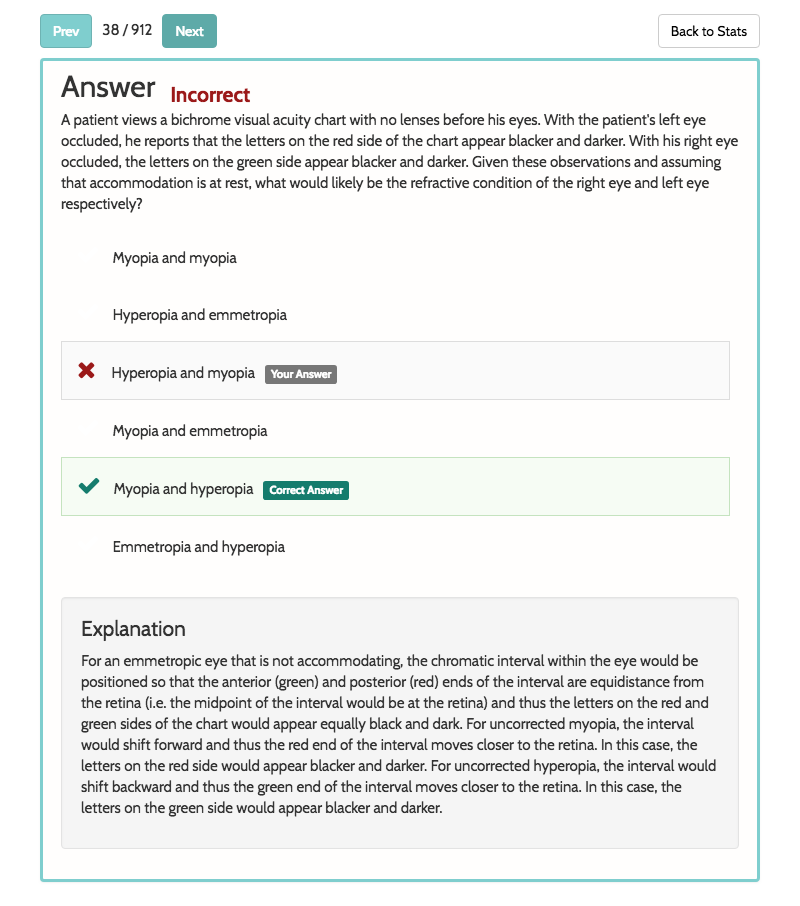 Prev 38 / 912 Next Back to Stats
Answer Incorrect
A patient views a bichrome visual acuity chart with no lenses before his eyes. With the patient's left eye
occluded, he reports that the letters on the red side of the chart appear blacker and darker. With his right eye
occluded, the letters on the green side appear blacker and darker. Given these observations and assuming
that accommodation is at rest, what would likely be the refractive condition of the right eye and left eye
respectively?
Myopia and myopia
Hyperopia and emmetropia
Hyperopia and myopia Your Answer
Myopia and emmetropia
Myopia and hyperopia Correct Answer
Emmetropia and hyperopia
Explanation
For an emmetropic eye that is not accommodating, the chromatic interval within the eye would be
positioned so that the anterior (green) and posterior (red) ends of the interval are equidistance from
the retina (i.e. the midpoint of the interval would be at the retina) and thus the letters on the red and
green sides of the chart would appear equally black and dark. For uncorrected myopia, the interval
would shift forward and thus the red end of the interval moves closer to the retina. In this case, the
letters on the red side would appear blacker and darker. For uncorrected hyperopia, the interval would
shift backward and thus the green end of the interval moves closer to the retina. In this case, the
letters on the green side would appear blacker and darker.